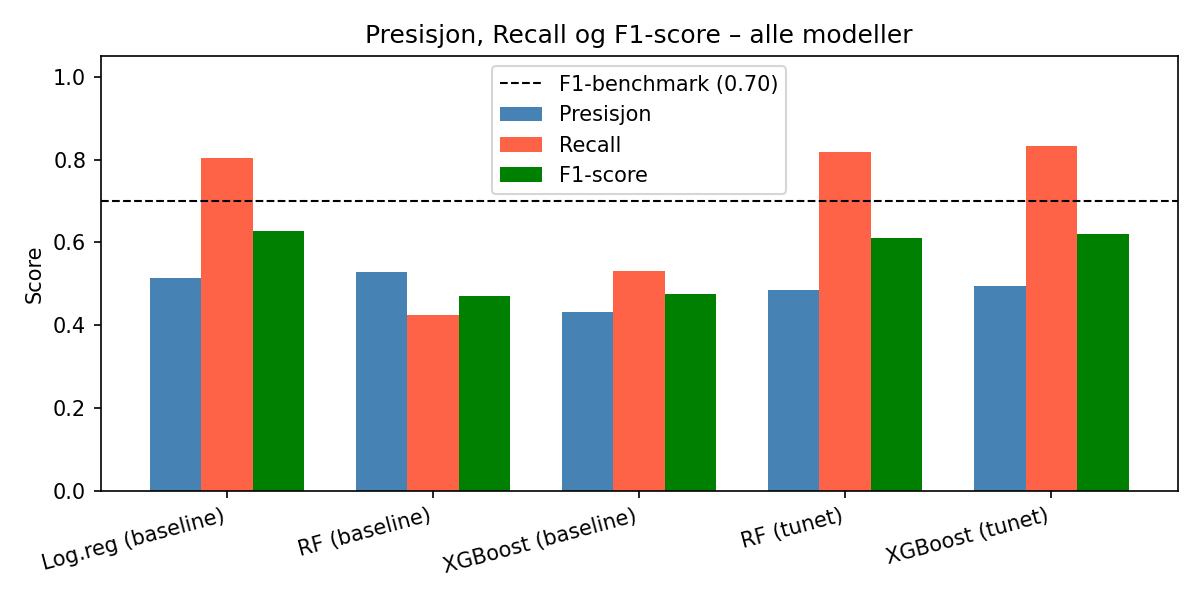 Presisjon, Recall og F1-score – alle modeller
F1-benchmark (0.70)
Presisjon
Recall
F1-score
Score
1.0
0.8
0.6
0.4
0.2
0.0
Log.reg (baseline)
RF (baseline)
XGBoost (baseline)
RF (tunet)
XGBoost (tunet)